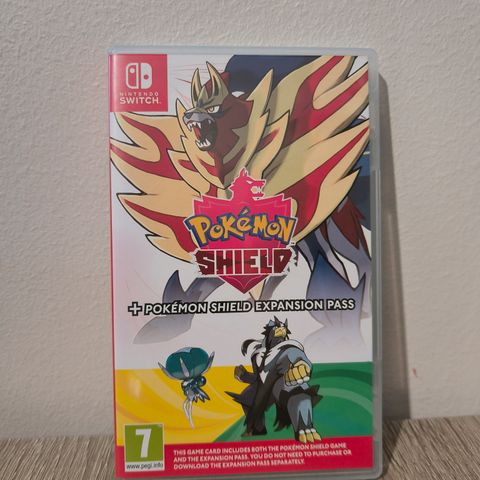 NINTENDO
SWITCH™
POKéMON
SHIELD
+ POKÉMON SHIELD EXPANSION PASS
7
www.pegi.info
THIS GAME CARD INCLUDES BOTH THE POKÉMON SHIELD GAME
AND THE EXPANSION PASS. YOU DO NOT NEED TO PURCHASE OR
DOWNLOAD THE EXPANSION PASS SEPARATELY.